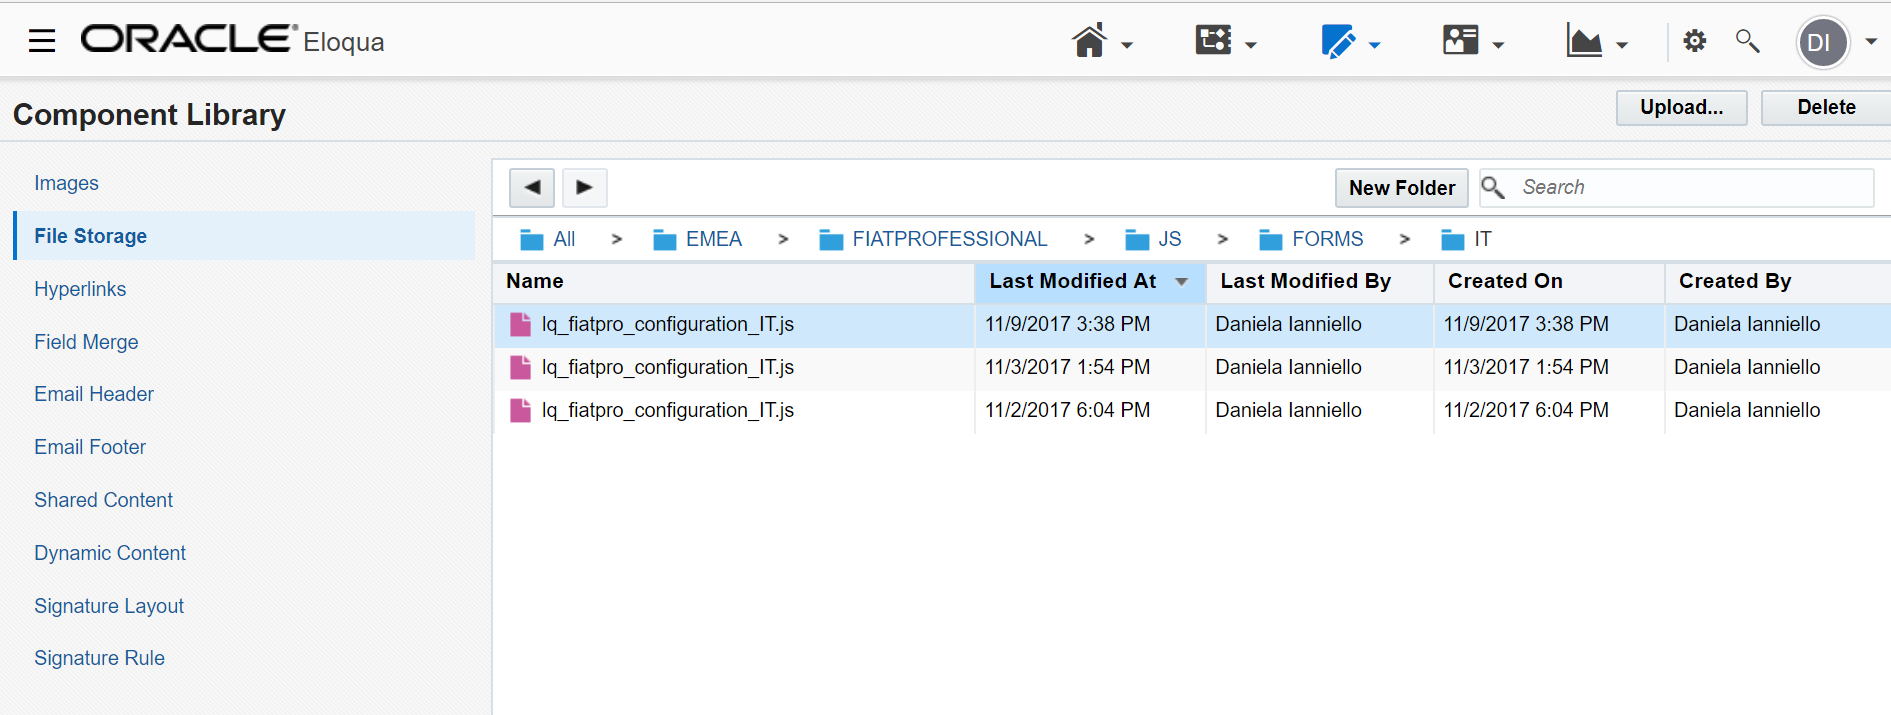 ORACLE® Eloqua
DI
Component Library
Upload...
Delete
Images
File Storage
Hyperlinks
Field Merge
Email Header
Email Footer
Shared Content
Dynamic Content
Signature Layout
Signature Rule
New Folder
Search
All > EMEA > FIATPROFESSIONAL > JS > FORMS > IT
Name Last Modified At Last Modified By Created On Created By
lq_fiatpro_configuration_IT.js 11/9/2017 3:38 PM Daniela Ianniello 11/9/2017 3:38 PM Daniela Ianniello
lq_fiatpro_configuration_IT.js 11/3/2017 1:54 PM Daniela Ianniello 11/3/2017 1:54 PM Daniela Ianniello
lq_fiatpro_configuration_IT.js 11/2/2017 6:04 PM Daniela Ianniello 11/2/2017 6:04 PM Daniela Ianniello